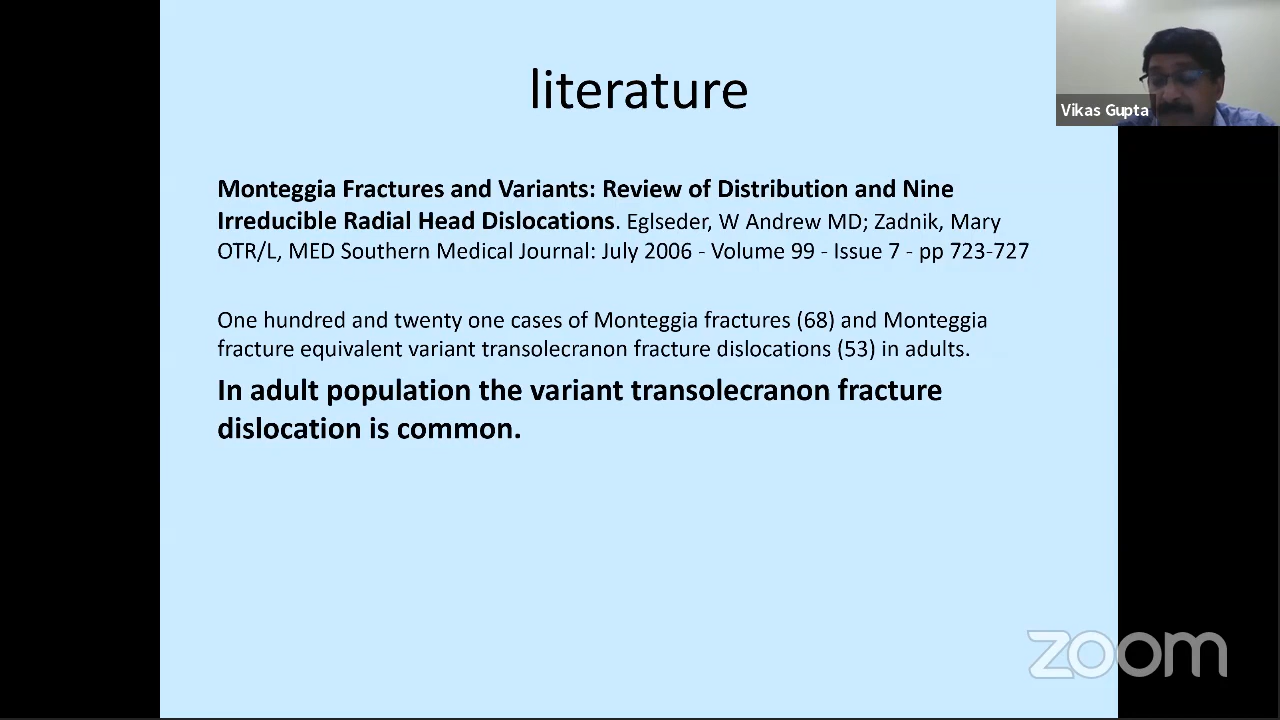 literature
Vikas Gupta
Monteggia Fractures and Variants: Review of Distribution and Nine
Irreducible Radial Head Dislocations. Eglseder, W Andrew MD; Zadnik, Mary
OTR/L, MED Southern Medical Journal: July 2006 - Volume 99 - Issue 7 - pp 723-727
One hundred and twenty one cases of Monteggia fractures (68) and Monteggia
fracture equivalent variant transolecranon fracture dislocations (53) in adults.
In adult population the variant transolecranon fracture
dislocation is common.
zoom